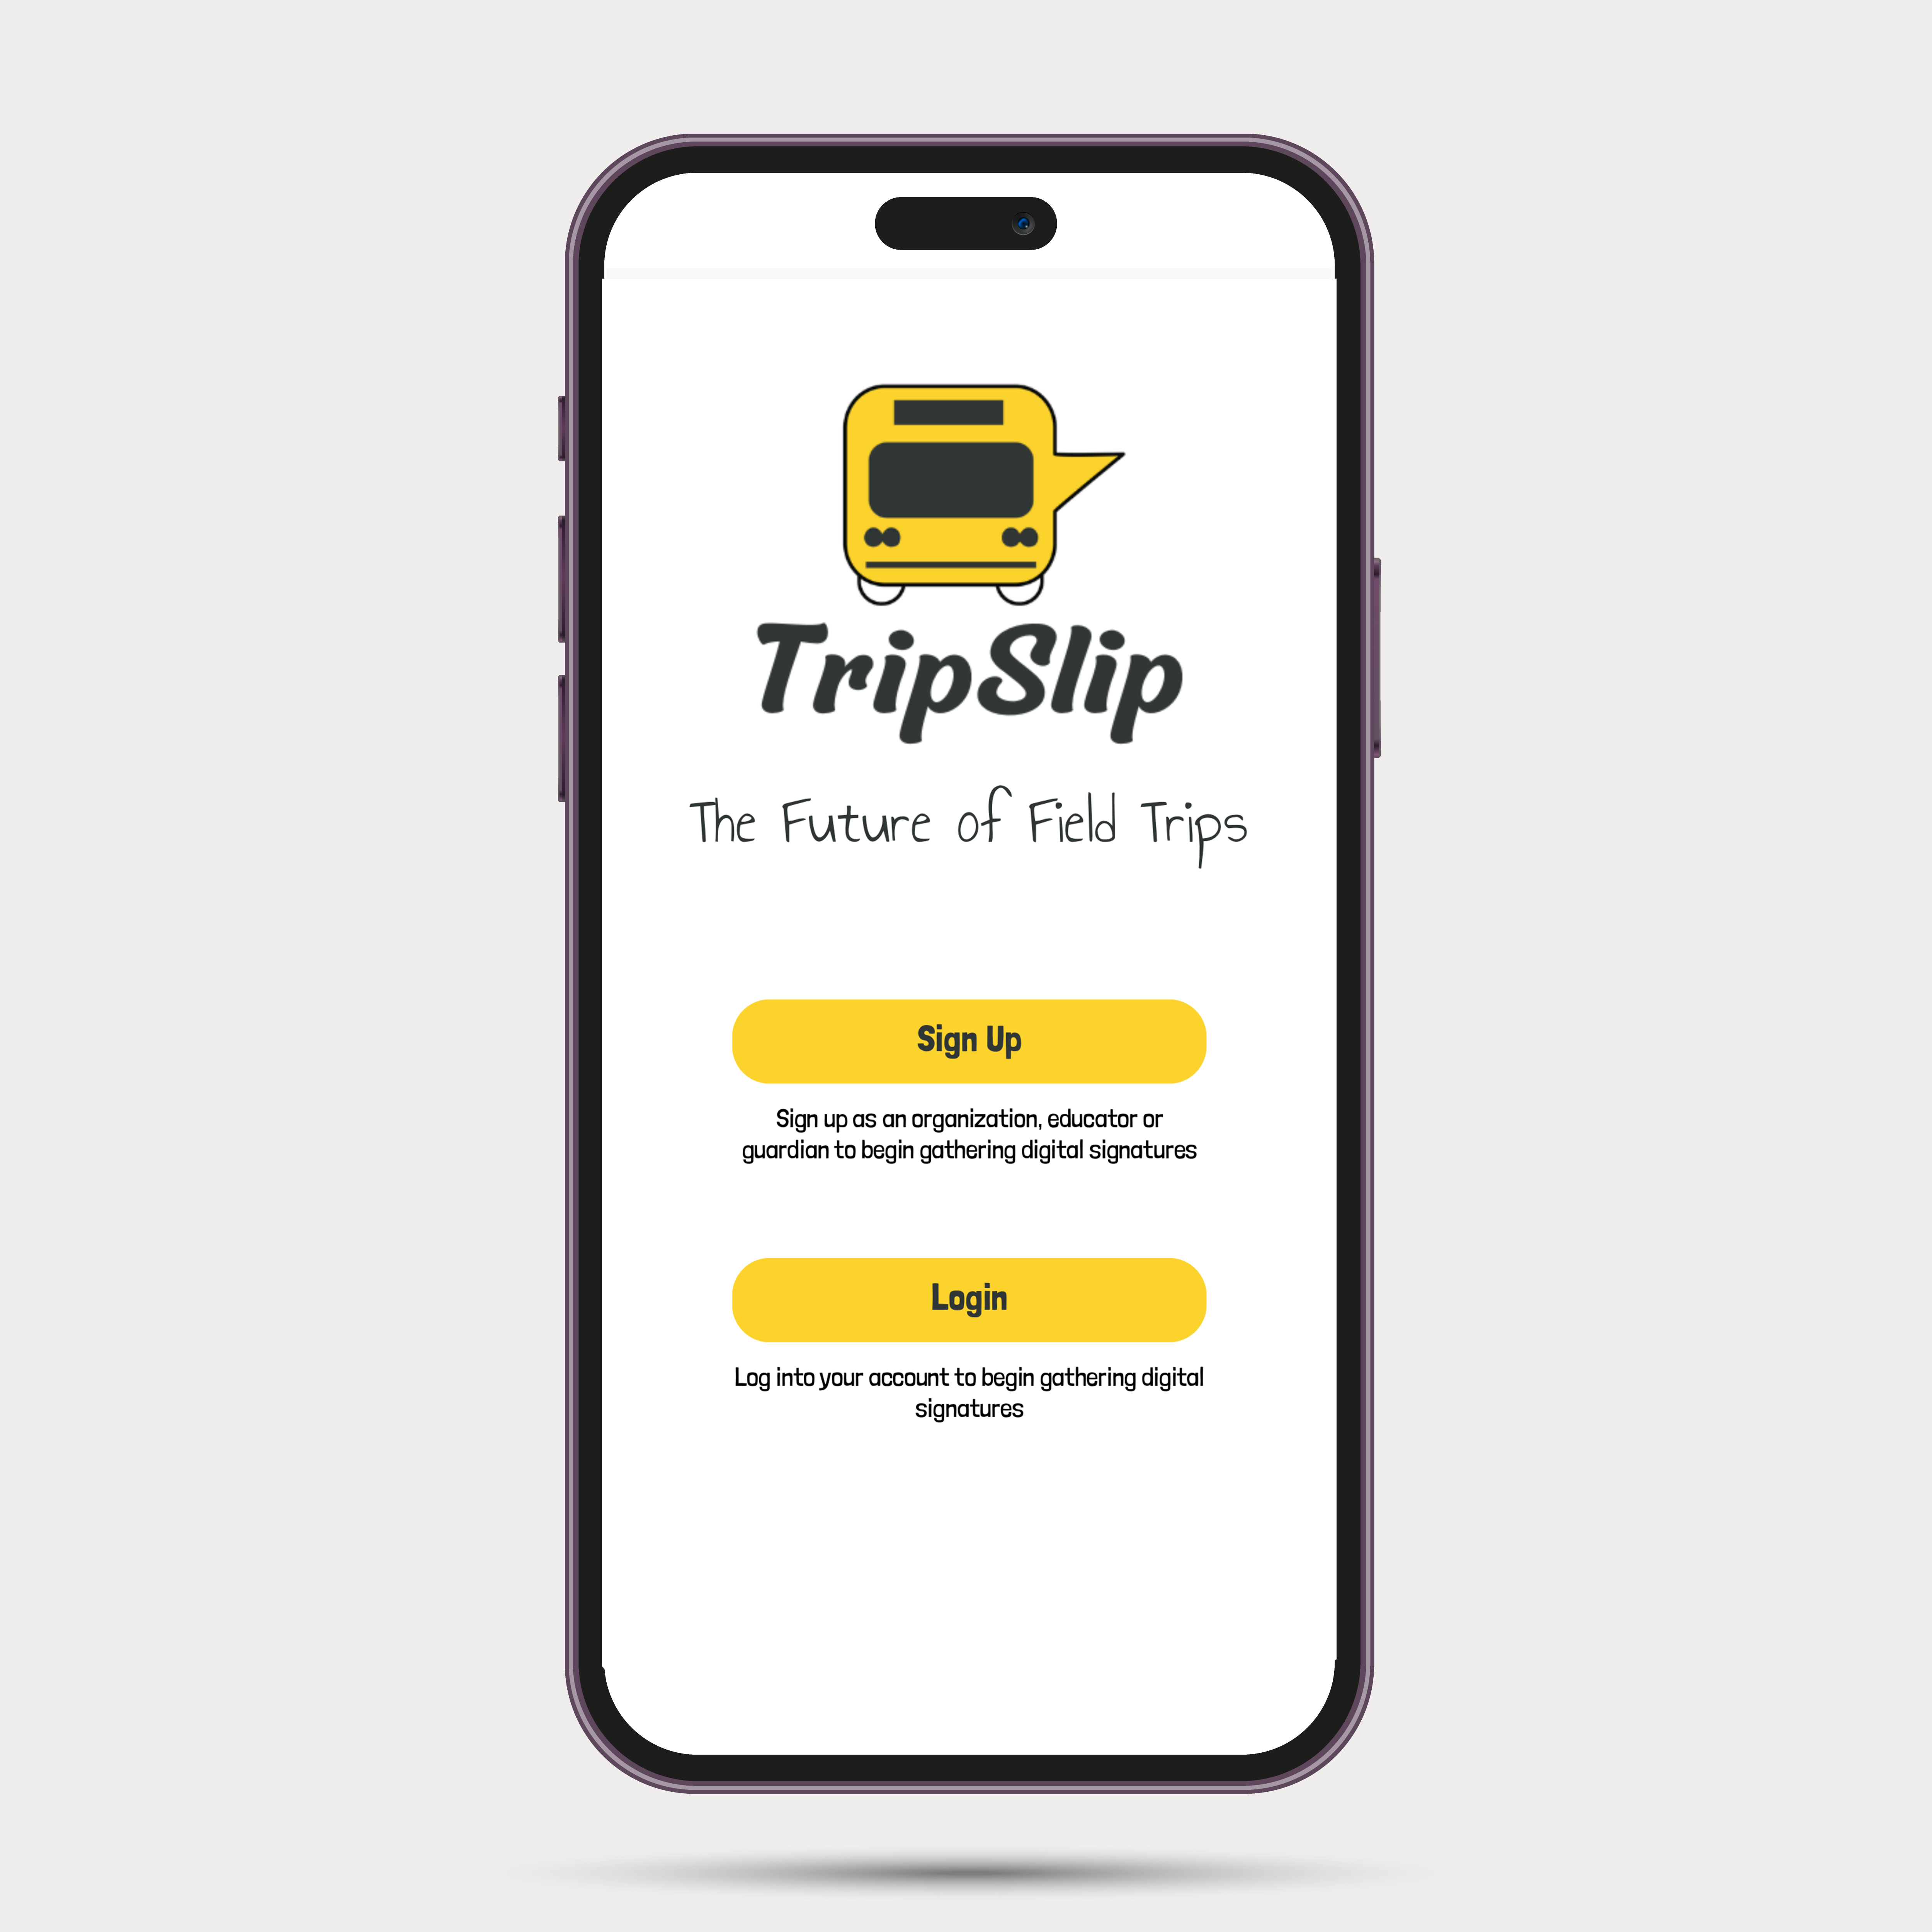 TripSlip
The Future of Field Trips
Sign Up
Sign up as an organization, educator or
guardian to begin gathering digital signatures
Login
Log into your account to begin gathering digital
signatures